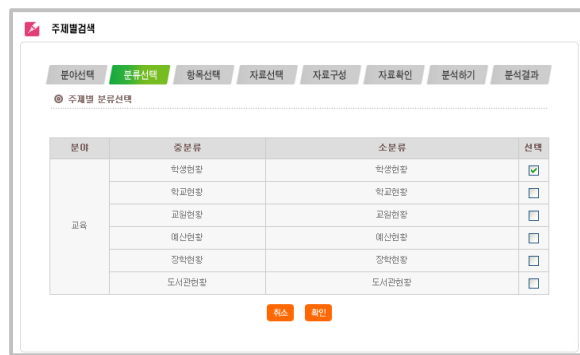 주제별검색
분야선택 분류선택 항목선택 자료선택 자료구성 자료확인 분석하기 분석결과
주제별 분류선택
분야 중분류 소분류 선택
학생현황 학생현황
학교현황 학교현황
교원현황 교원현황
교육
예산현황 예산현황
장학현황 장학현황
도서관현황 도서관현황
취소 확인